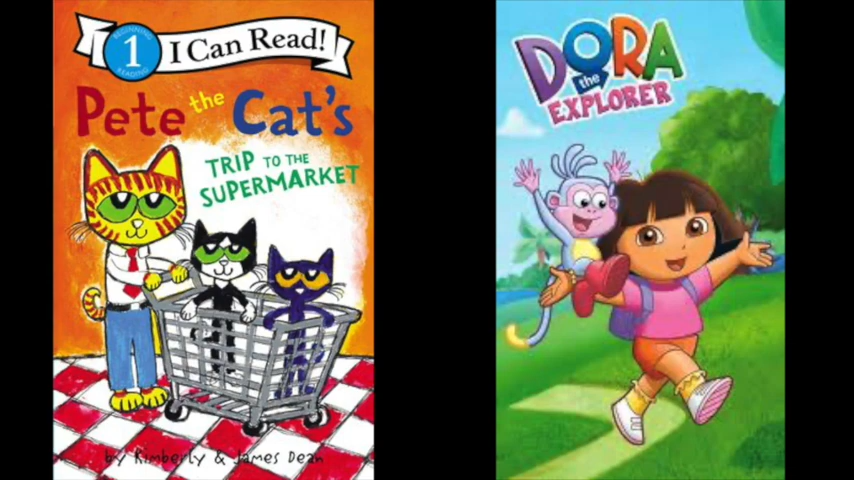 BEGINNING
1
READING
I Can Read!
Pete the Cat's
TRIP TO THE
SUPERMARKET
by Kimberly & James Dean
DORA
the
EXPLORER